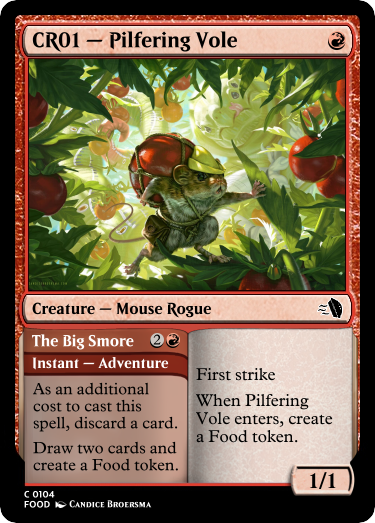 CR01 — Pilfering Vole
Creature — Mouse Rogue
The Big Smore 2
Instant — Adventure
As an additional
cost to cast this
spell, discard a card.
Draw two cards and
create a Food token.
First strike
When Pilfering
Vole enters, create
a Food token.
1/1
C 0104
FOOD Candice Broersma